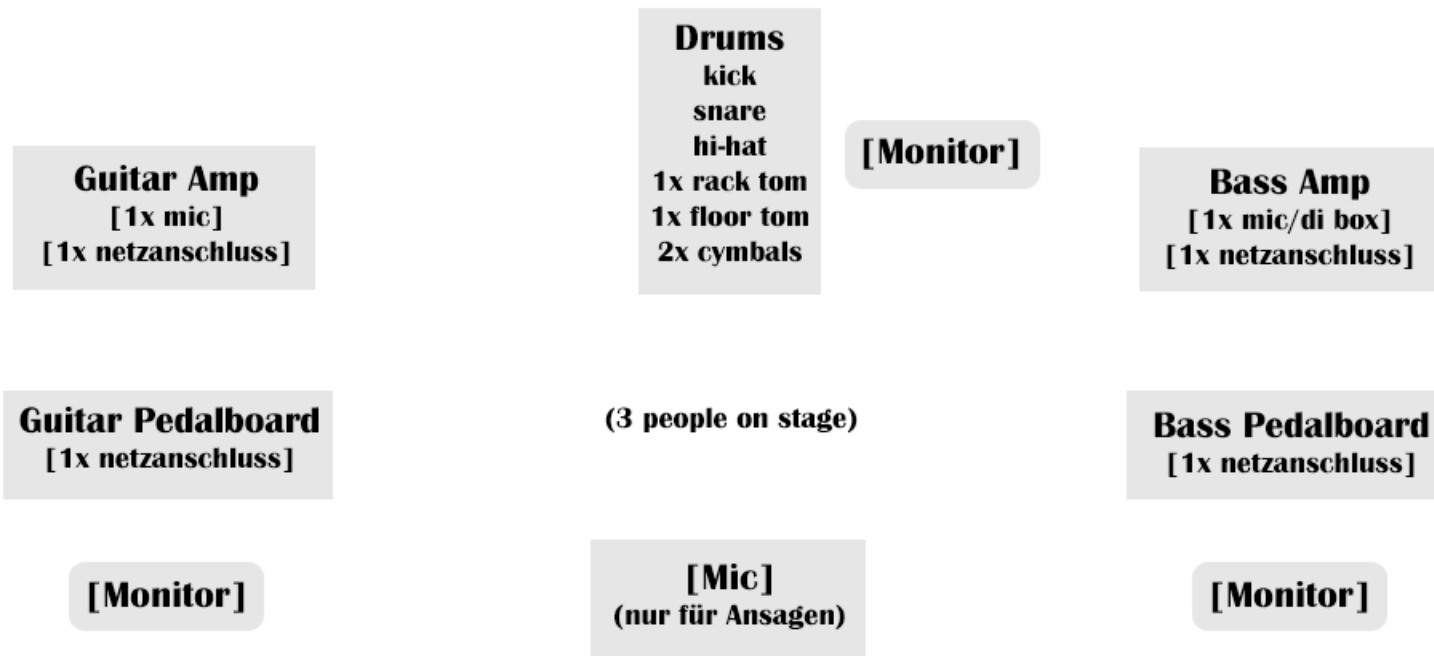 Drums
kick
snare
hi-hat
1x rack tom
1x floor tom
2x cymbals
[Monitor]
Guitar Amp
[1x mic]
[1x netzanschluss]
Bass Amp
[1x mic/di box]
[1x netzanschluss]
Guitar Pedalboard
[1x netzanschluss]
(3 people on stage)
Bass Pedalboard
[1x netzanschluss]
[Monitor]
[Mic]
(nur für Ansagen)
[Monitor]